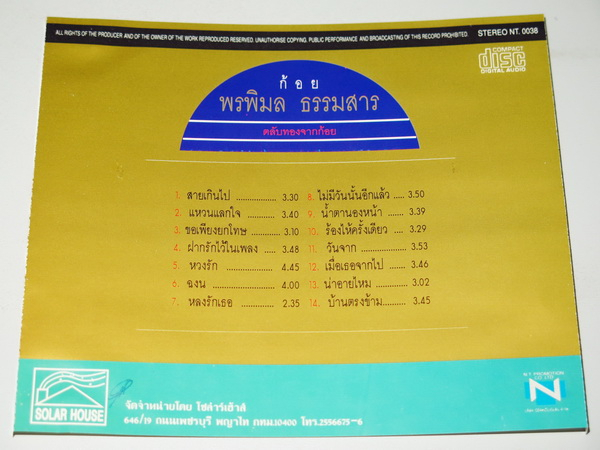 ALL RIGHTS OF THE PRODUCER AND OF THE OWNER OF THE WORK REPRODUCED RESERVED. UNAUTHORISE COPYING. PUBLIC PERFORMANCE AND BROADCASTING OF THIS RECORD PROHIBITED.
STEREO NT. 0038
COMPACT
disc
DIGITAL AUDIO
ก้อย
พรพิมล ธรรมสาร
ตลับทองจากก้อย
1. สายเกินไป ................ 3.30
2. แหวนแลกใจ .............. 3.40
3. ขอเพียงยกโทษ ............ 3.10
4. ฝากรักไว้ในเพลง ..... 3.48
5. หวงรัก ..................... 4.45
6. ฉงน ....................... 4.00
7. หลงรักเธอ ................ 2.35
8. ไม่มีวันนั้นอีกแล้ว ..... 3.50
9. น้ำตานองหน้า ........ 3.39
10. ร้องไห้ครั้งเดียว ..... 3.29
11. วันจาก ................. 3.53
12. เมื่อเธอจากไป ....... 3.46
13. น่าอายไหม ........... 3.02
14. บ้านตรงข้าม.......... 3.45
SOLAR HOUSE
จัดจำหน่ายโดย โซล่าร์เฮ้าส์
646/19 ถนนเพชรบุรี พญาไท กทม.10400 โทร.2556675-6
N.T. PROMOTION
CO.,LTD.
N